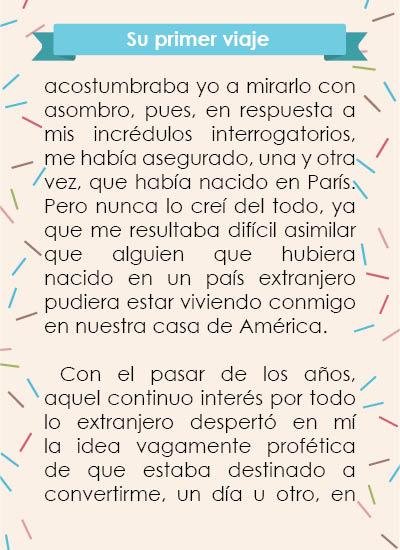 Su primer viaje
acostumbraba yo a mirarlo con
asombro, pues, en respuesta a
mis incrédulos interrogatorios,
me había asegurado, una y otra
vez, que había nacido en París.
Pero nunca lo creí del todo, ya
que me resultaba difícil asimilar
que alguien que hubiera
nacido en un país extranjero
pudiera estar viviendo conmigo
en nuestra casa de América.
Con el pasar de los años,
aquel continuo interés por todo
lo extranjero despertó en mí
la idea vagamente profética
de que estaba destinado a
convertirme, un día u otro, en